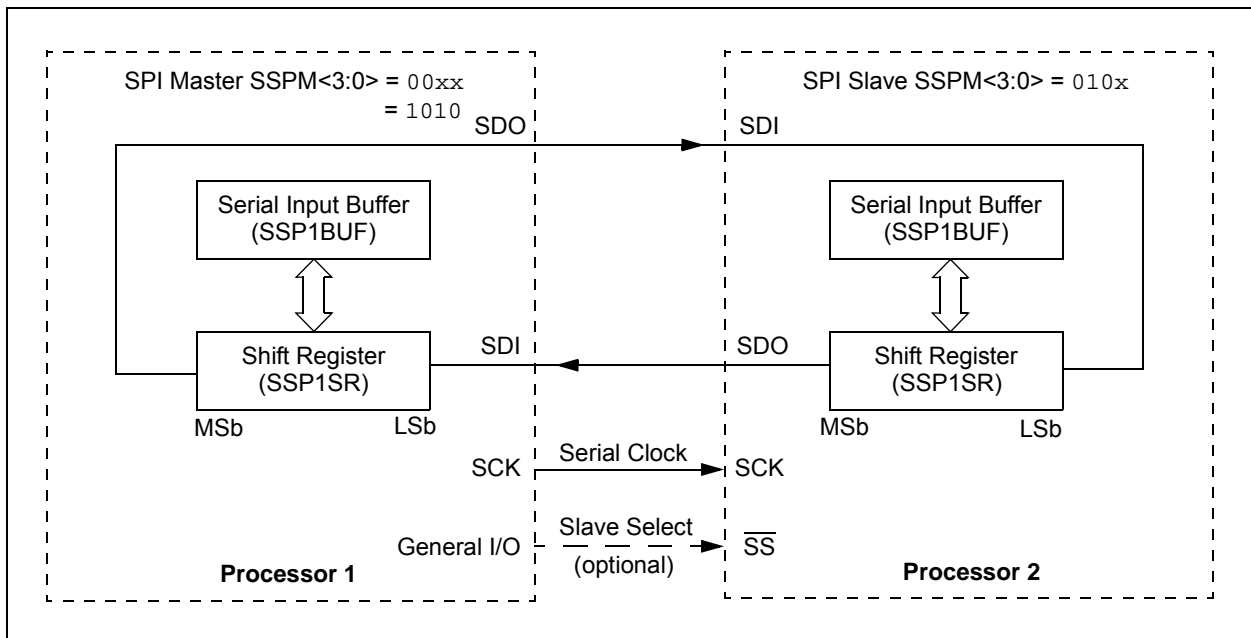 SPI Master SSPM<3:0> = 00xx
= 1010
SDO
Serial Input Buffer
(SSP1BUF)
Shift Register
(SSP1SR)
MSb
LSb
SDI
SCK
General I/O
Processor 1
Serial Clock
Slave Select
(optional)
SPI Slave SSPM<3:0> = 010x
SDI
Serial Input Buffer
(SSP1BUF)
SDO
Shift Register
(SSP1SR)
MSb
LSb
SCK
S̅S̅
Processor 2